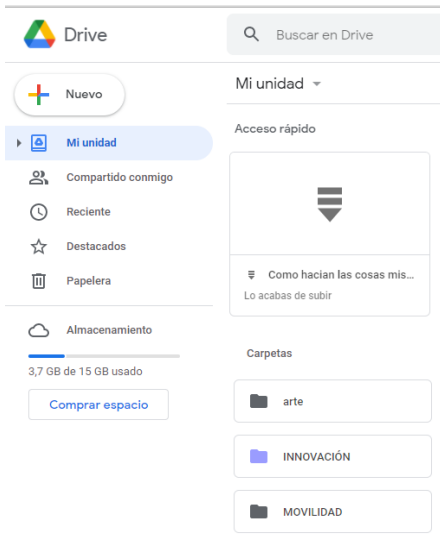 Drive
Buscar en Drive
Nuevo
Mi unidad
Compartido conmigo
Reciente
Destacados
Papelera
Almacenamiento
3,7 GB de 15 GB usado
Comprar espacio
Mi unidad
Acceso rápido
Como hacian las cosas mis...
Lo acabas de subir
Carpetas
arte
INNOVACIÓN
MOVILIDAD